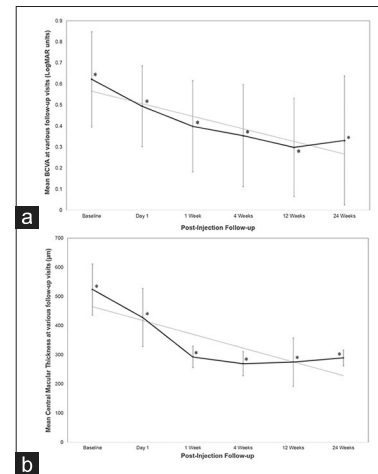 0.9
0.8
0.7
0.6
0.5
0.4
0.3
0.2
0.1
0
Mean BCVA at various follow-up visits (LogMAR units)
Baseline Day 1 1 Week 4 Weeks 12 Weeks 24 Weeks
Post-Injection Follow-up
a
700
600
500
400
300
200
100
0
Mean Central Macular Thickness at various follow-up visits (μm)
Baseline Day 1 1 Week 4 Weeks 12 Weeks 24 Weeks
Post-Injection Follow-up
b